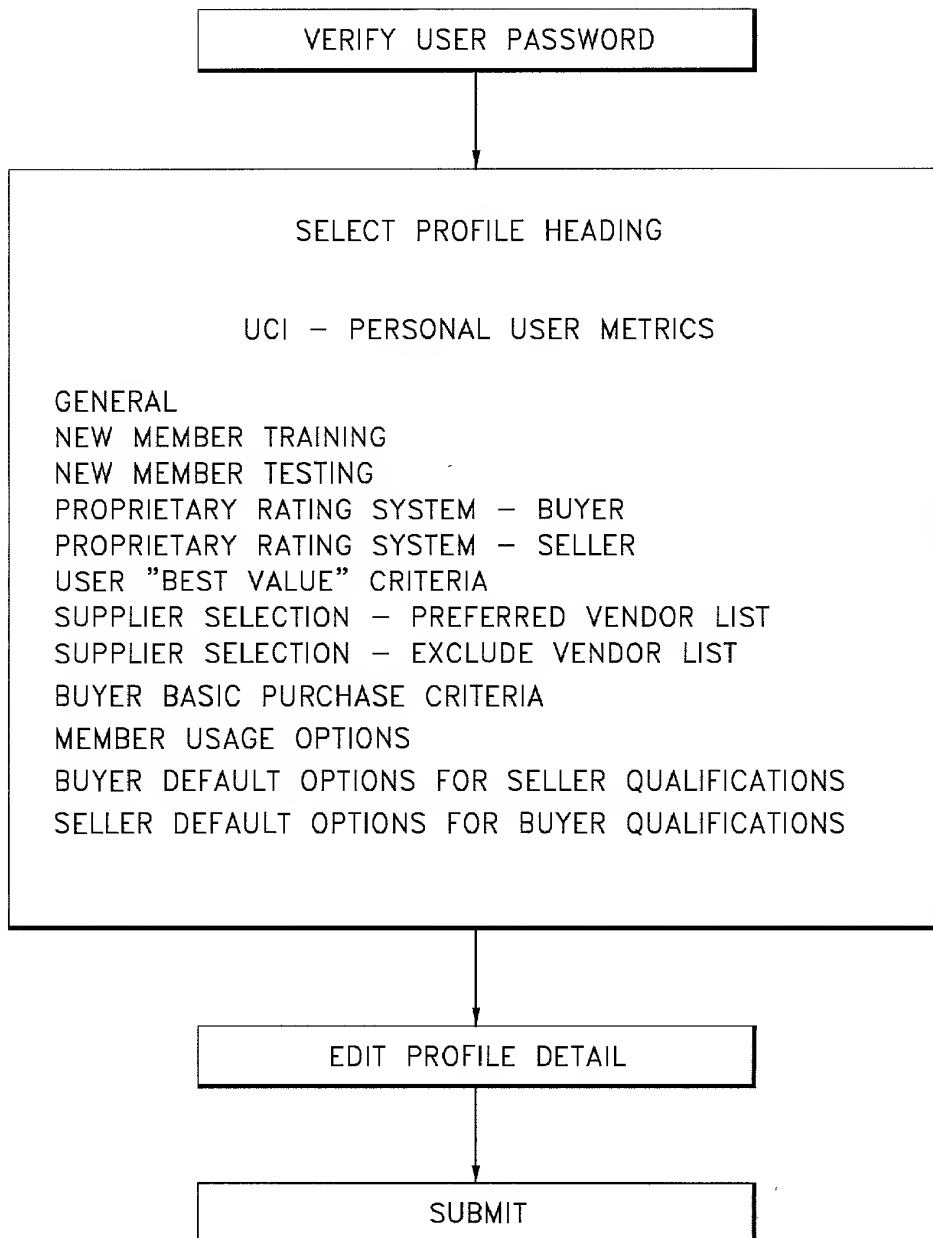 VERIFY USER PASSWORD
SELECT PROFILE HEADING
UCI – PERSONAL USER METRICS
GENERAL
NEW MEMBER TRAINING
NEW MEMBER TESTING
PROPRIETARY RATING SYSTEM – BUYER
PROPRIETARY RATING SYSTEM – SELLER
USER "BEST VALUE" CRITERIA
SUPPLIER SELECTION – PREFERRED VENDOR LIST
SUPPLIER SELECTION – EXCLUDE VENDOR LIST
BUYER BASIC PURCHASE CRITERIA
MEMBER USAGE OPTIONS
BUYER DEFAULT OPTIONS FOR SELLER QUALIFICATIONS
SELLER DEFAULT OPTIONS FOR BUYER QUALIFICATIONS
EDIT PROFILE DETAIL
SUBMIT